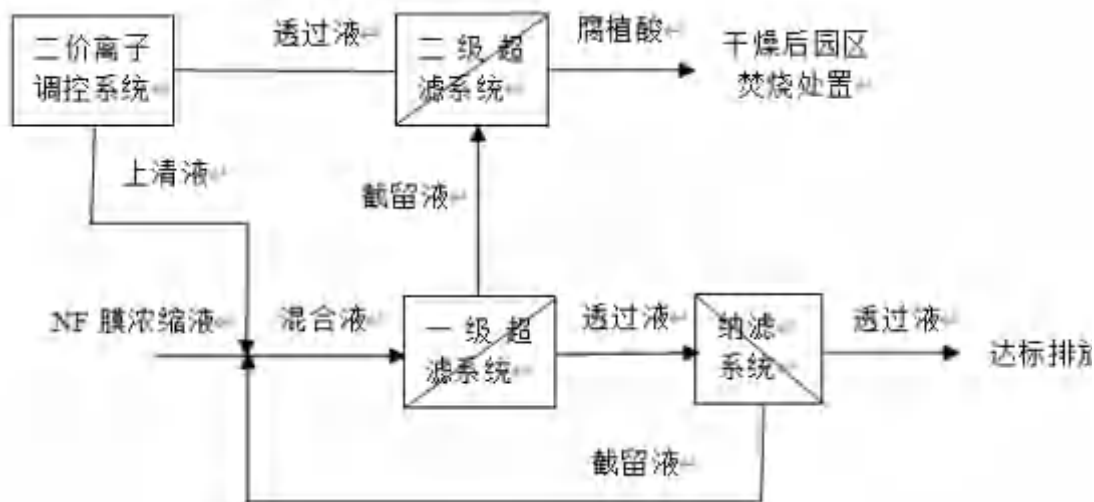 二价离子
调控系统
透过液
二级超
滤系统
腐植酸
干燥后园区
焚烧处置
上清液
截留液
NF 膜浓缩液
混合液
一级超
滤系统
透过液
纳滤
系统
透过液
达标排放
截留液